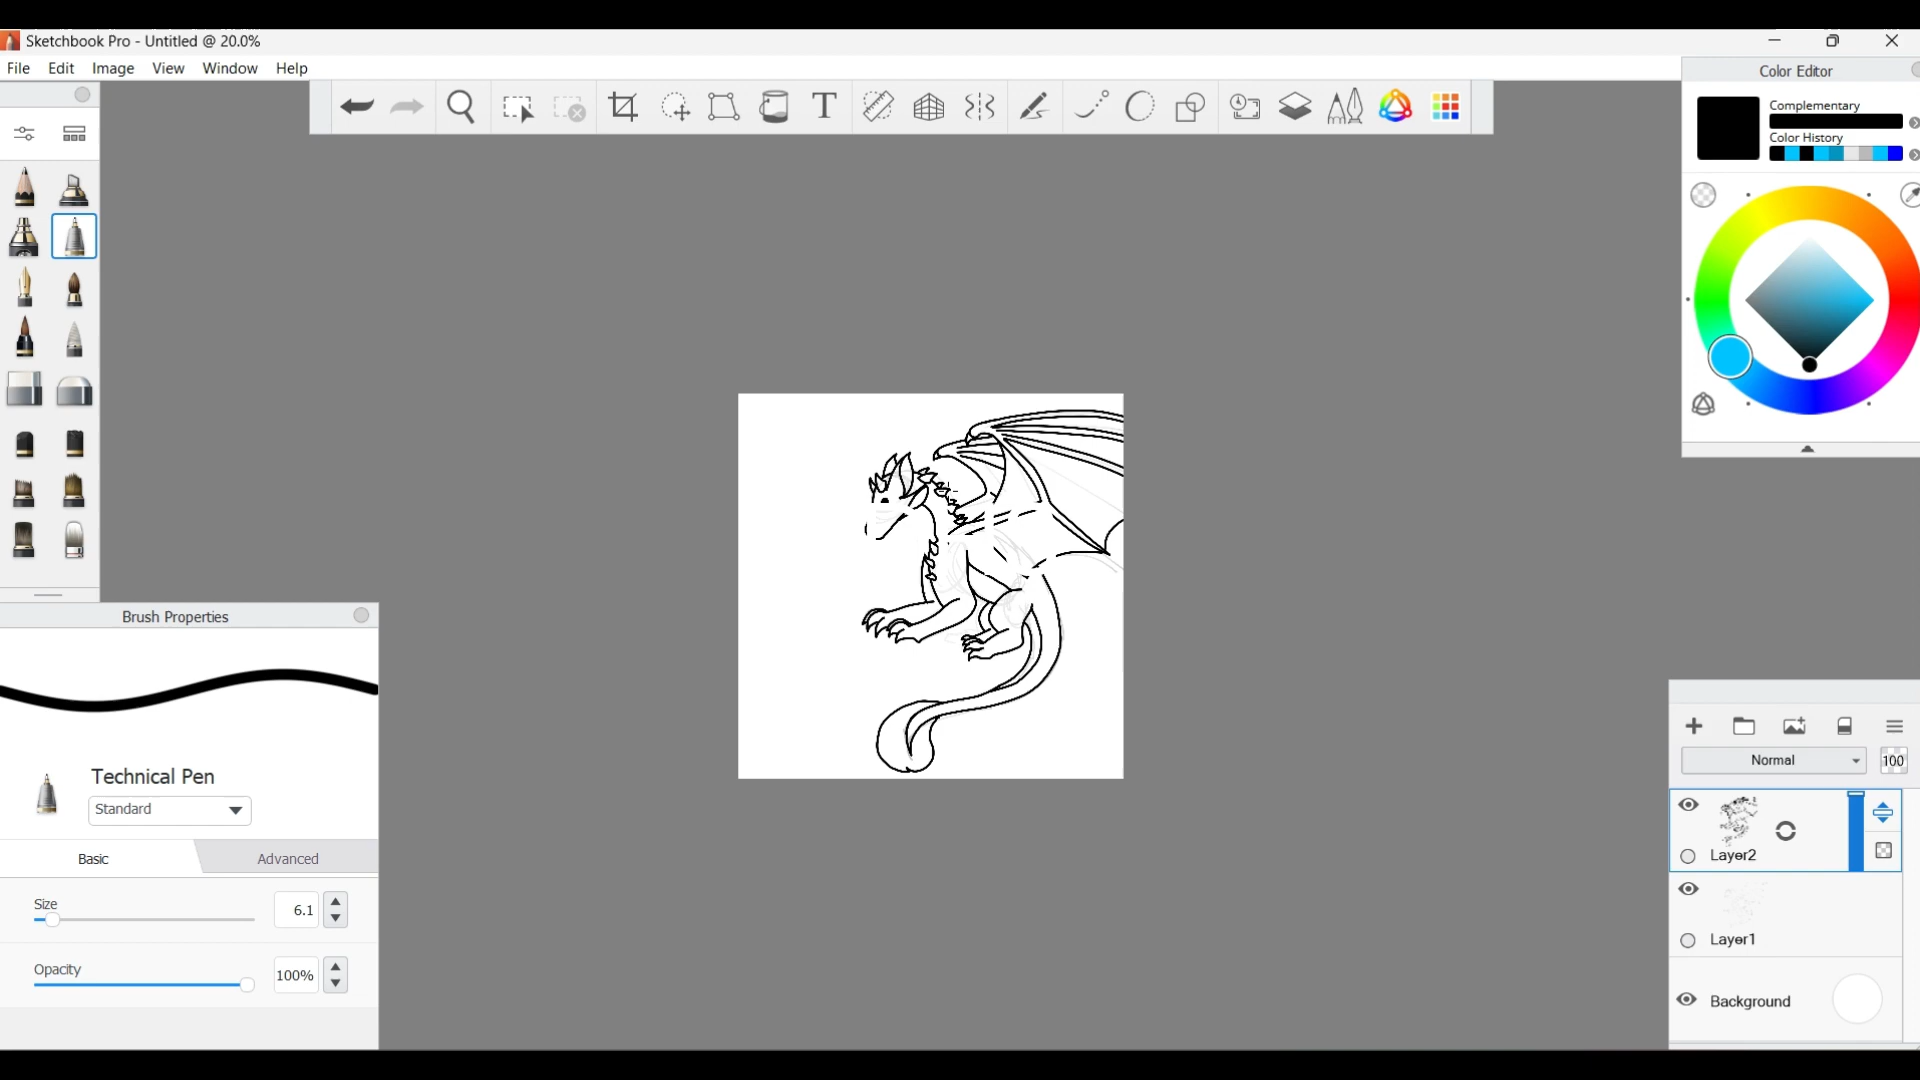 Sketchbook Pro - Untitled @ 20.0%
File Edit Image View Window Help
Color Editor
Complementary
Color History
Brush Properties
Technical Pen
Standard
Basic Advanced
Size
6.1
Opacity
100%
Normal 100
Layer2
Layer1
Background